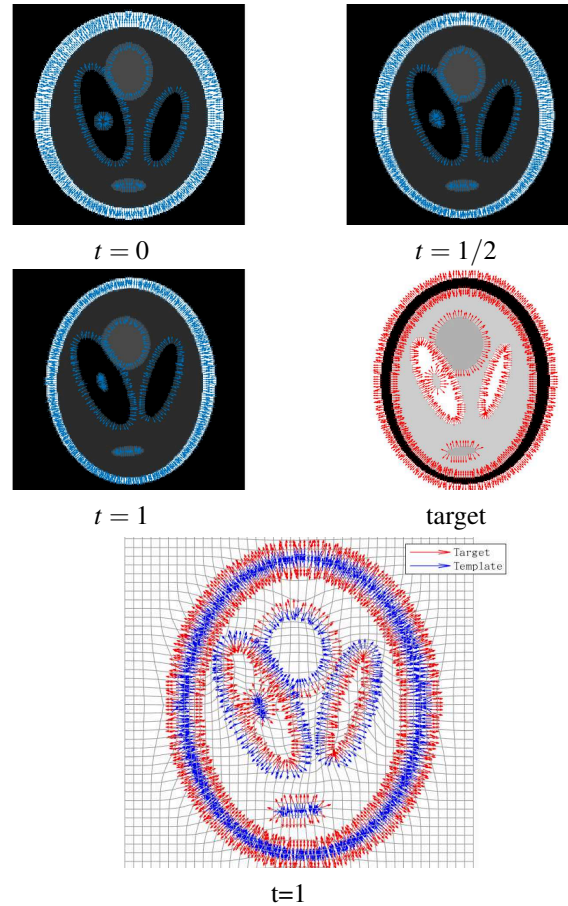 t = 0
t = 1/2
t = 1
target
Target
Template
t=1